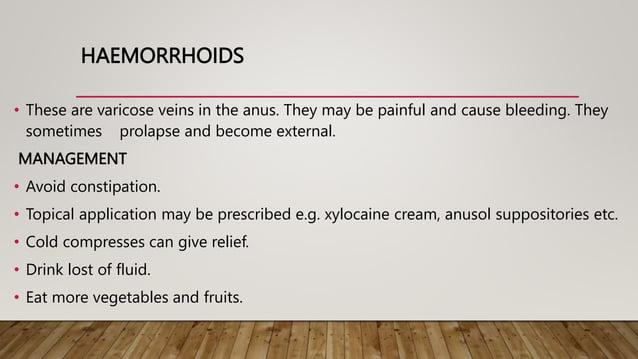 HAEMORRHOIDS
• These are varicose veins in the anus. They may be painful and cause bleeding. They
sometimes prolapse and become external.
MANAGEMENT
• Avoid constipation.
• Topical application may be prescribed e.g. xylocaine cream, anusol suppositories etc.
• Cold compresses can give relief.
• Drink lost of fluid.
• Eat more vegetables and fruits.